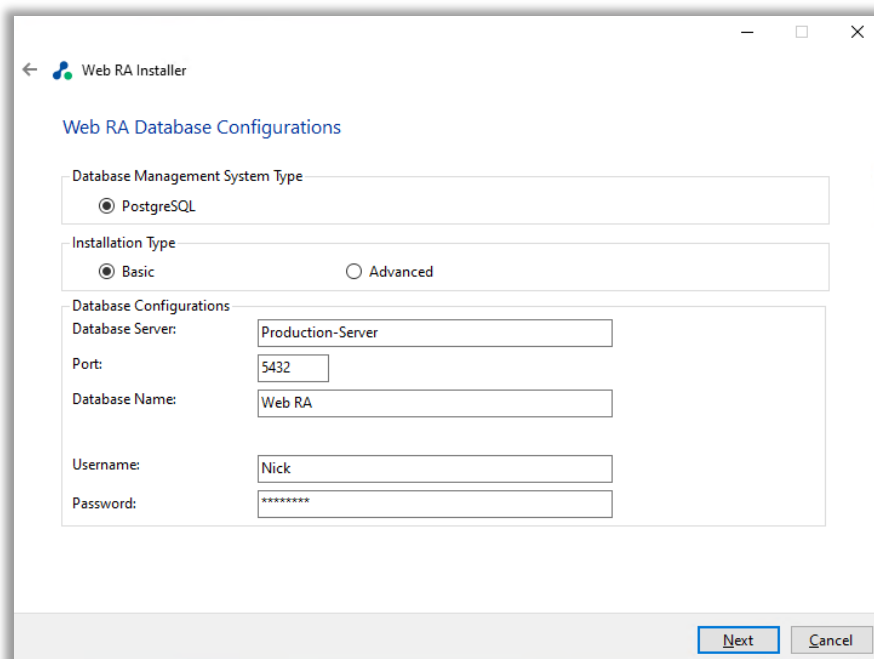 Web RA Installer
Web RA Database Configurations
Database Management System Type
PostgreSQL
Installation Type
Basic Advanced
Database Configurations
Database Server: Production-Server
Port: 5432
Database Name: Web RA
Username: Nick
Password: ********
Next Cancel